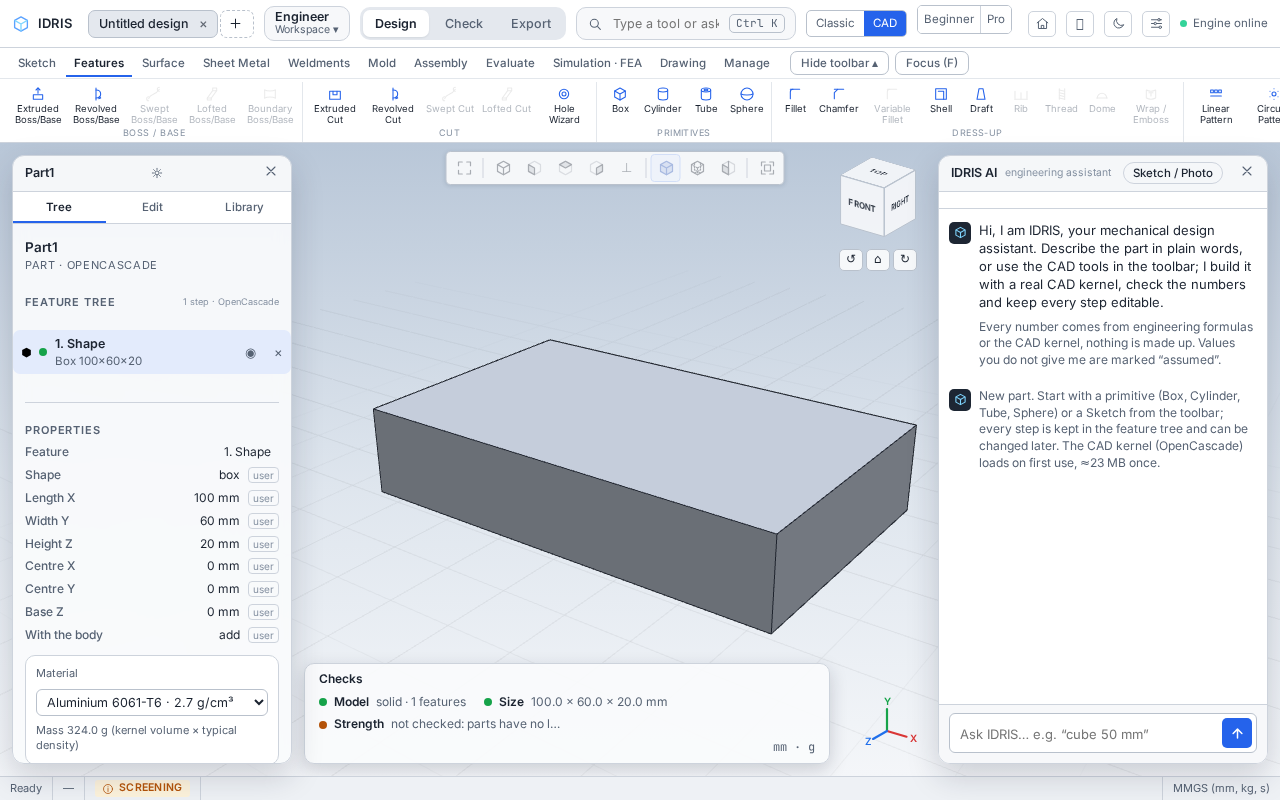 IDRIS
Untitled design ×
+
Engineer
Workspace ▾
Design
Check
Export
Type a tool or ask
Ctrl K
Classic
CAD
Beginner
Pro
Engine online
Sketch
Features
Surface
Sheet Metal
Weldments
Mold
Assembly
Evaluate
Simulation · FEA
Drawing
Manage
Hide toolbar ▴
Focus (F)
Extruded Boss/Base
Revolved Boss/Base
Swept Boss/Base
Lofted Boss/Base
Boundary Boss/Base
BOSS / BASE
Extruded Cut
Revolved Cut
Swept Cut
Lofted Cut
Hole Wizard
CUT
Box
Cylinder
Tube
Sphere
PRIMITIVES
Fillet
Chamfer
Variable Fillet
Shell
Draft
Rib
Thread
Dome
Wrap / Emboss
DRESS-UP
Linear Pattern
Part1
Tree
Edit
Library
Part1
PART · OPENCASCADE
FEATURE TREE
1 step · OpenCascade
1. Shape
Box 100×60×20
PROPERTIES
Feature 1. Shape
Shape box user
Length X 100 mm user
Width Y 60 mm user
Height Z 20 mm user
Centre X 0 mm user
Centre Y 0 mm user
Base Z 0 mm user
With the body add user
Material
Aluminium 6061-T6 · 2.7 g/cm³
Mass 324.0 g (kernel volume × typical
density)
TOP
FRONT
RIGHT
Checks
Model solid · 1 features
Size 100.0 × 60.0 × 20.0 mm
Strength not checked: parts have no l…
mm · g
Y
X
Z
IDRIS AI engineering assistant
Sketch / Photo
Hi, I am IDRIS, your mechanical design
assistant. Describe the part in plain words,
or use the CAD tools in the toolbar; I build it
with a real CAD kernel, check the numbers
and keep every step editable.
Every number comes from engineering formulas
or the CAD kernel, nothing is made up. Values
you do not give me are marked “assumed”.
New part. Start with a primitive (Box, Cylinder,
Tube, Sphere) or a Sketch from the toolbar;
every step is kept in the feature tree and can be
changed later. The CAD kernel (OpenCascade)
loads on first use, ≈23 MB once.
Ask IDRIS… e.g. “cube 50 mm”
Ready
—
SCREENING
MMGS (mm, kg, s)